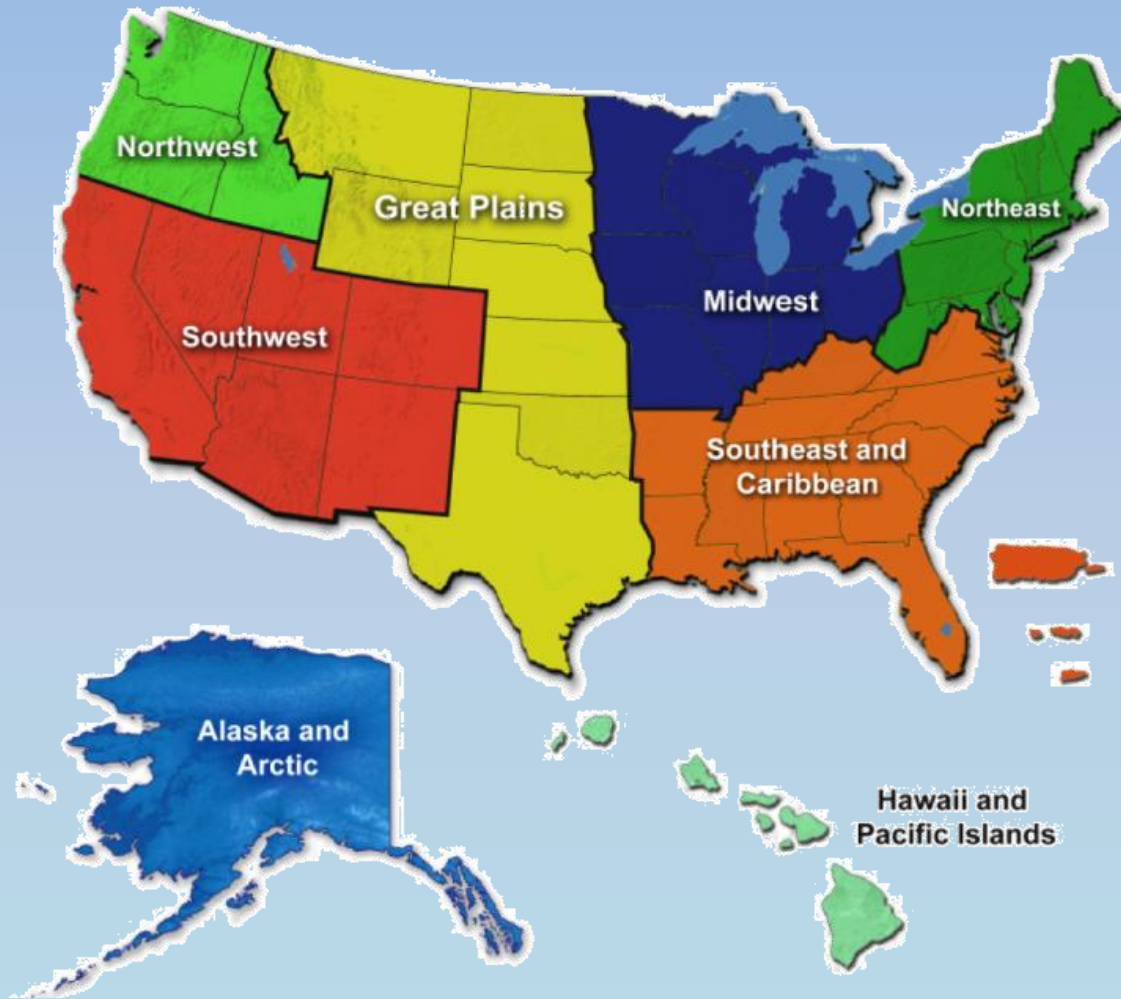 Northwest
Great Plains
Northeast
Midwest
Southwest
Southeast and
Caribbean
Alaska and
Arctic
Hawaii and
Pacific Islands